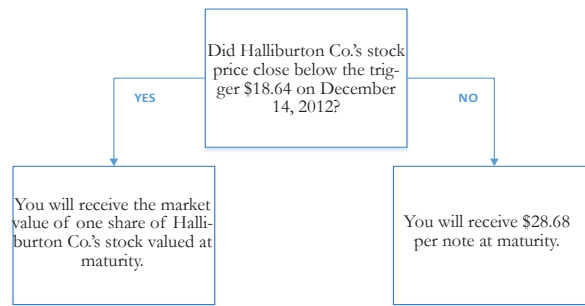 Did Halliburton Co.'s stock
price close below the trig-
ger $18.64 on December
14, 2012?
YES
NO
You will receive the market
value of one share of Halli-
burton Co.'s stock valued at
maturity.
You will receive $28.68
per note at maturity.